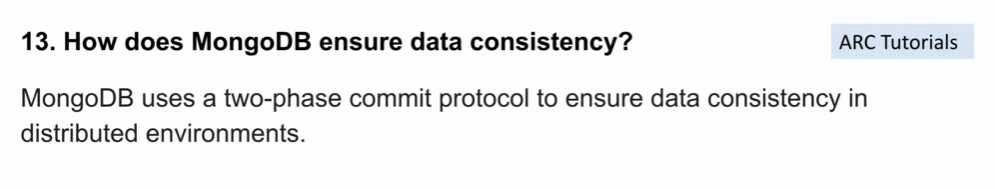 13. How does MongoDB ensure data consistency?
ARC Tutorials
MongoDB uses a two-phase commit protocol to ensure data consistency in
distributed environments.